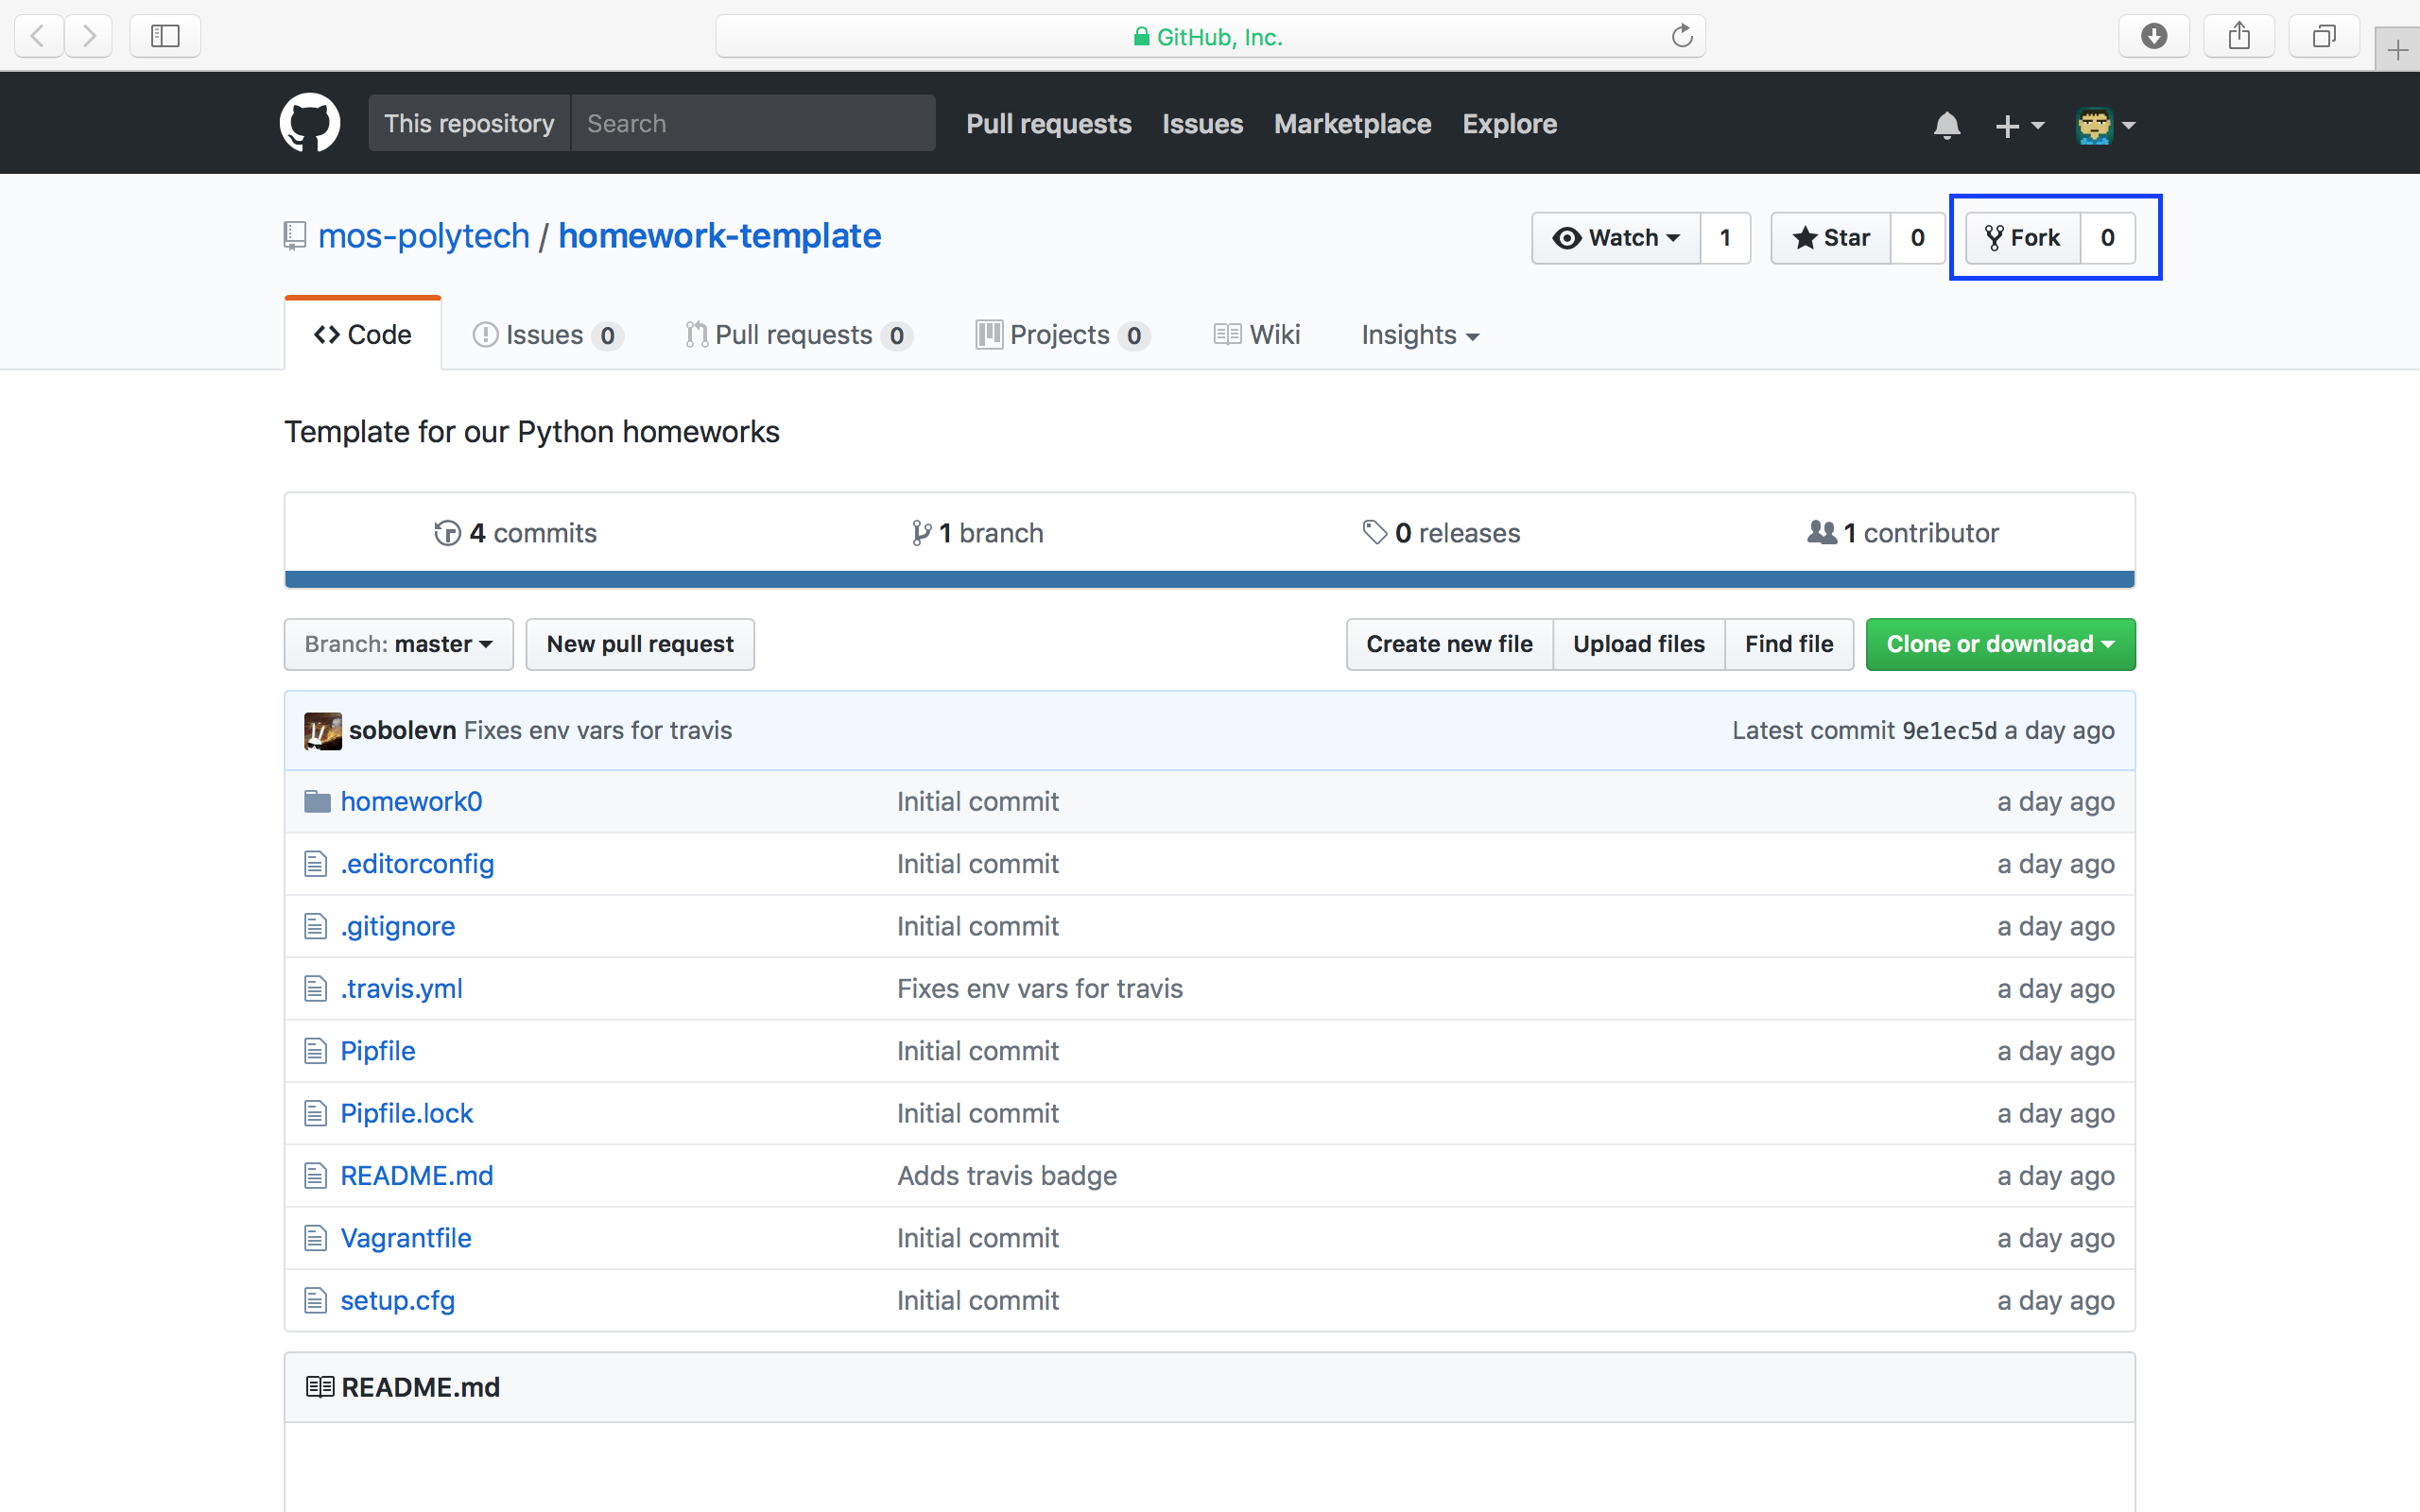 GitHub, Inc.
This repository Search Pull requests Issues Marketplace Explore
mos-polytech / homework-template Watch 1 Star 0 Fork 0
Code Issues 0 Pull requests 0 Projects 0 Wiki Insights
Template for our Python homeworks
4 commits 1 branch 0 releases 1 contributor
Branch: master New pull request Create new file Upload files Find file Clone or download
sobolevn Fixes env vars for travis Latest commit 9e1ec5d a day ago
homework0 Initial commit a day ago
.editorconfig Initial commit a day ago
.gitignore Initial commit a day ago
.travis.yml Fixes env vars for travis a day ago
Pipfile Initial commit a day ago
Pipfile.lock Initial commit a day ago
README.md Adds travis badge a day ago
Vagrantfile Initial commit a day ago
setup.cfg Initial commit a day ago
README.md